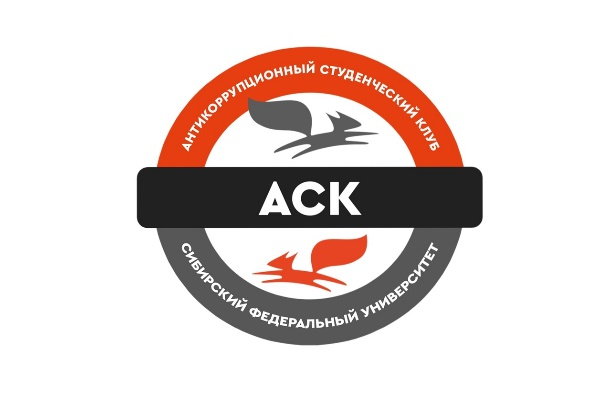 АНТИКОРРУПЦИОННЫЙ СТУДЕНЧЕСКИЙ КЛУБ
АСК
СИБИРСКИЙ ФЕДЕРАЛЬНЫЙ УНИВЕРСИТЕТ